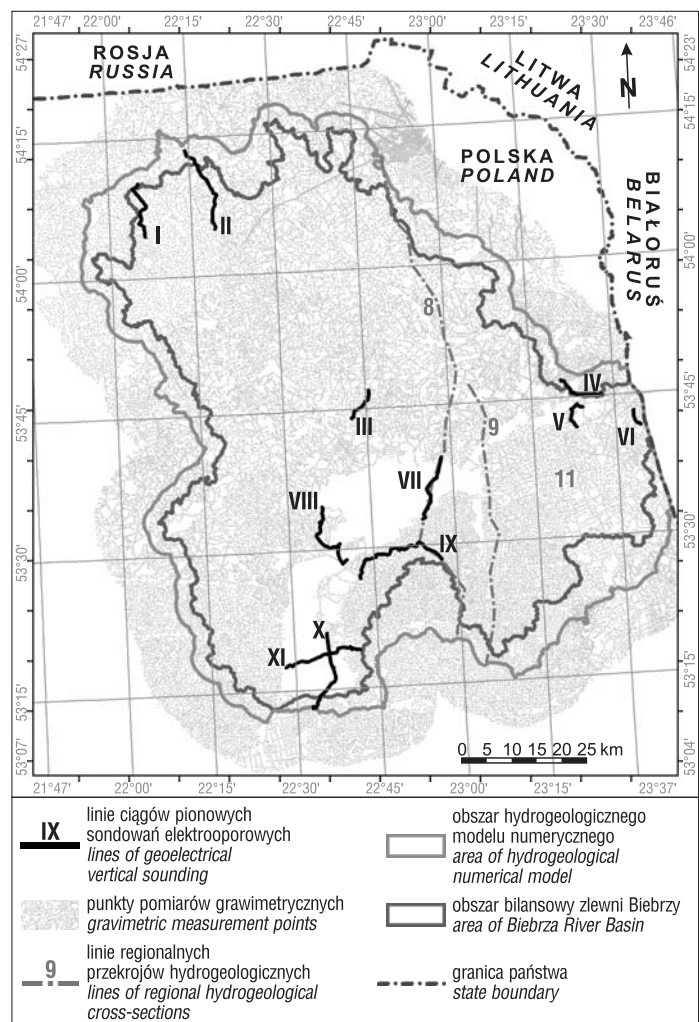 21°47' 22°00' 22°15' 22°30' 22°45' 23°00' 23°15' 23°30' 23°46'
54°27'
54°23'
ROSJA
RUSSIA
LITWA
LITHUANIA
N
54°15'
54°15'
POLSKA
POLAND
BIAŁORUŚ
BELARUS
I
II
54°00'
54°00'
8
IV
III
V
VI
53°45'
53°45'
9
VII
11
VIII
IX
53°30'
53°30'
X
XI
53°15'
53°15'
53°07'
53°04'
0 5 10 15 20 25 km
21°47' 22°00' 22°15' 22°30' 22°45' 23°00' 23°15' 23°30' 23°37'
IX
linie ciągów pionowych
sondowań elektrooporowych
lines of geoelectrical
vertical sounding
punkty pomiarów grawimetrycznych
gravimetric measurement points
9
linie regionalnych
przekrojów hydrogeologicznych
lines of regional hydrogeological
cross-sections
obszar hydrogeologicznego
modelu numerycznego
area of hydrogeological
numerical model
obszar bilansowy zlewni Biebrzy
area of Biebrza River Basin
granica państwa
state boundary